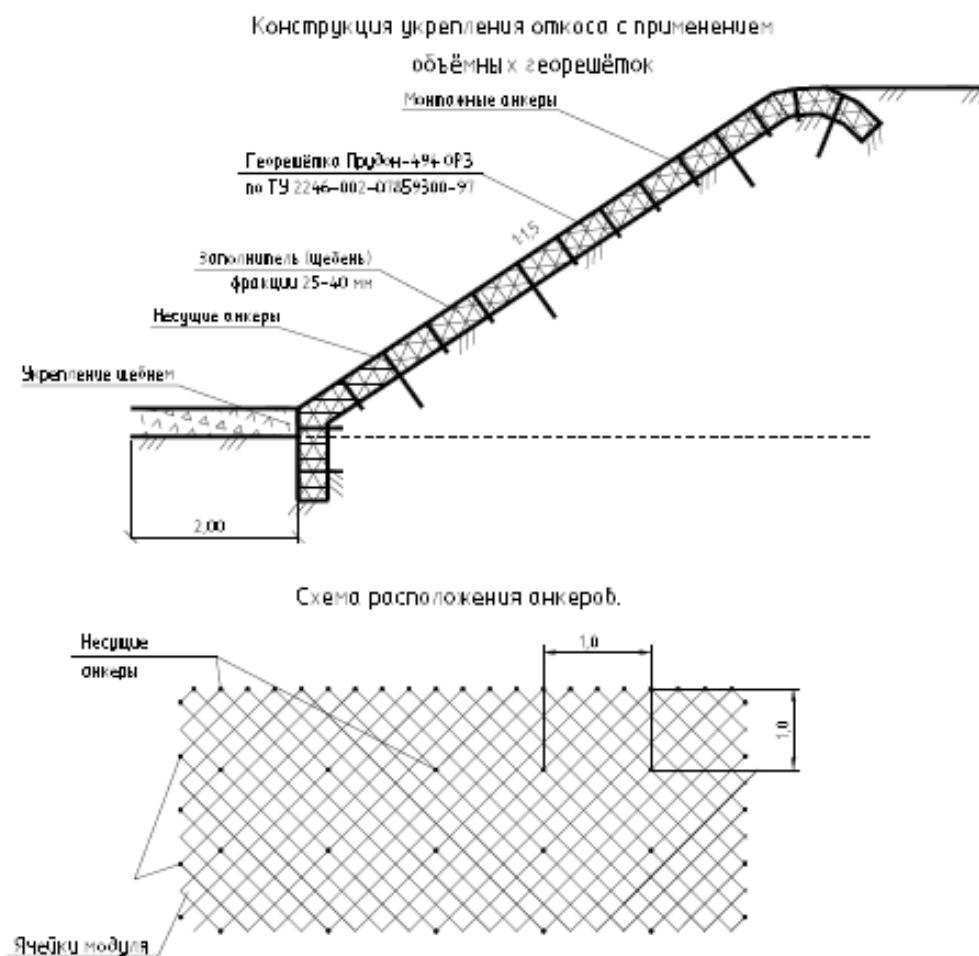 Конструкция укрепления откоса с применением
объёмных георешёток
Монтажные анкеры
Георешётка Прудон-494 ОР3
по ТУ 2246-002-07859300-97
1:1,5
Заполнитель (щебень)
фракции 25-40 мм
Несущие анкеры
Укрепление щебнем
2,00
Схема расположения анкеров.
Несущие
анкеры
1,0
1,0
Ячейки модуля